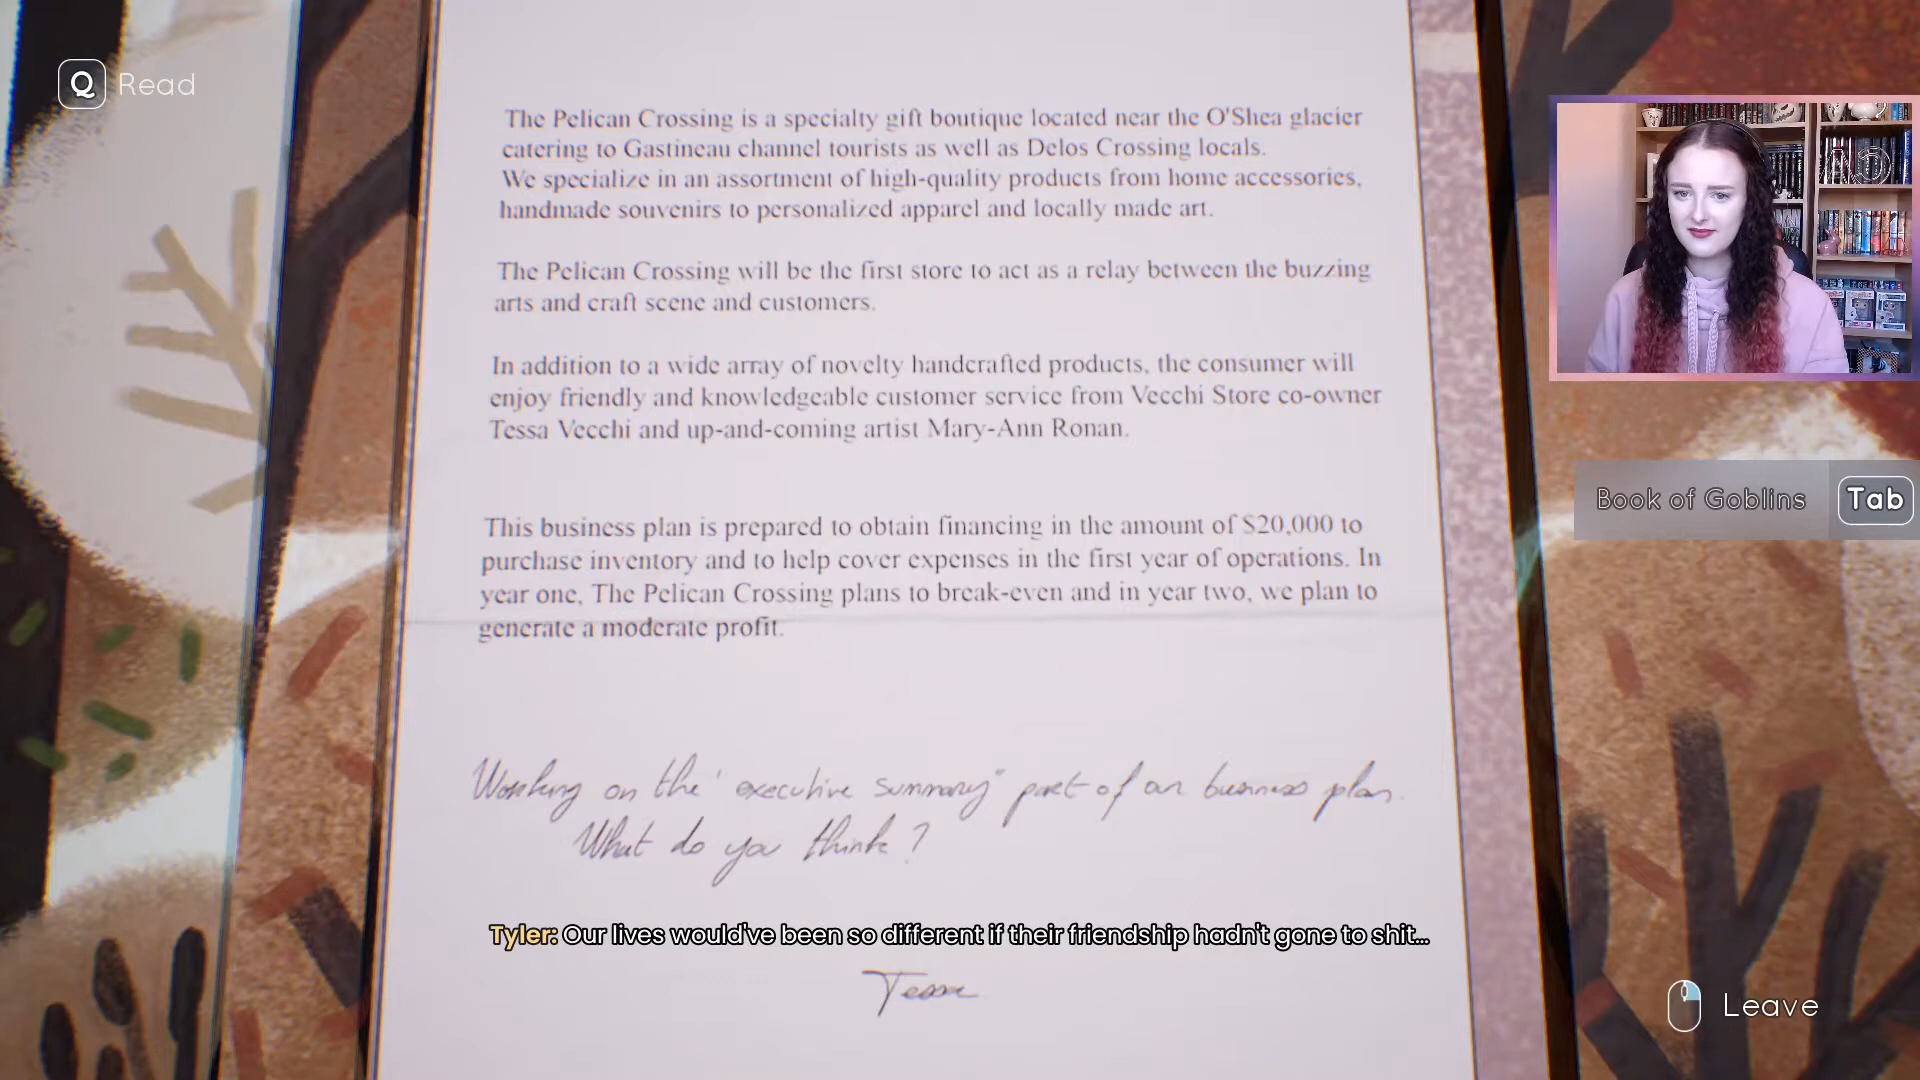 Q Read
The Pelican Crossing is a specialty gift boutique located near the O'Shea glacier
catering to Gastineau channel tourists as well as Delos Crossing locals.
We specialize in an assortment of high-quality products from home accessories,
handmade souvenirs to personalized apparel and locally made art.
The Pelican Crossing will be the first store to act as a relay between the buzzing
arts and craft scene and customers.
In addition to a wide array of novelty handcrafted products, the consumer will
enjoy friendly and knowledgeable customer service from Vecchi Store co-owner
Tessa Vecchi and up-and-coming artist Mary-Ann Ronan.
This business plan is prepared to obtain financing in the amount of $20,000 to
purchase inventory and to help cover expenses in the first year of operations. In
year one, The Pelican Crossing plans to break-even and in year two, we plan to
generate a moderate profit.
Working on the "executive summary" part of our business plan.
What do you think?
Tyler: Our lives would've been so different if their friendship hadn't gone to shit...
Tessa
Book of Goblins Tab
Leave